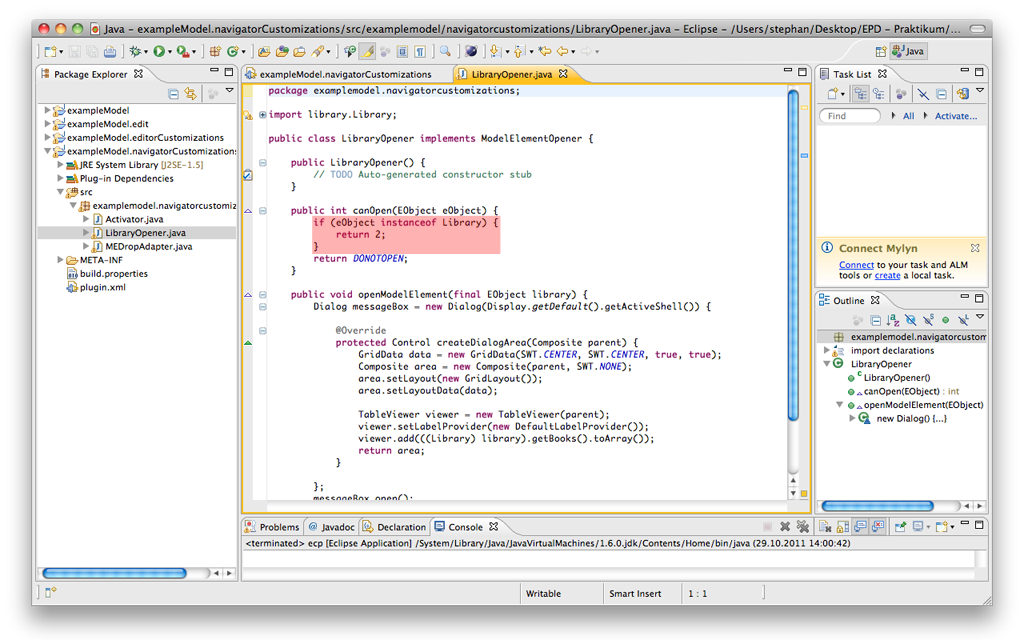 Java – exampleModel.navigatorCustomizations/src/examplemodel/navigatorcustomizations/LibraryOpener.java – Eclipse – /Users/stephan/Desktop/EPD – Praktikum/...
Java
Package Explorer
exampleModel
exampleModel.edit
exampleModel.editorCustomizations
exampleModel.navigatorCustomizations
JRE System Library [J2SE-1.5]
Plug-in Dependencies
src
examplemodel.navigatorcustomiz
Activator.java
LibraryOpener.java
MEDropAdapter.java
META-INF
build.properties
plugin.xml
exampleModel.navigatorCustomizations
LibraryOpener.java
package examplemodel.navigatorcustomizations;
import library.Library;
public class LibraryOpener implements ModelElementOpener {
public LibraryOpener() {
// TODO Auto-generated constructor stub
}
public int canOpen(EObject eObject) {
if (eObject instanceof Library) {
return 2;
}
return DONOTOPEN;
}
public void openModelElement(final EObject library) {
Dialog messageBox = new Dialog(Display.getDefault().getActiveShell()) {
@Override
protected Control createDialogArea(Composite parent) {
GridData data = new GridData(SWT.CENTER, SWT.CENTER, true, true);
Composite area = new Composite(parent, SWT.NONE);
area.setLayout(new GridLayout());
area.setLayoutData(data);
TableViewer viewer = new TableViewer(parent);
viewer.setLabelProvider(new DefaultLabelProvider());
viewer.add(((Library) library).getBooks().toArray());
return area;
}
};
messageBox.open();
Task List
Find
All
Activate...
Connect Mylyn
Connect to your task and ALM
tools or create a local task.
Outline
examplemodel.navigatorcustom
import declarations
LibraryOpener
LibraryOpener()
canOpen(EObject) : int
openModelElement(EObject)
new Dialog() {...}
Problems
@ Javadoc
Declaration
Console
<terminated> ecp [Eclipse Application] /System/Library/Java/JavaVirtualMachines/1.6.0.jdk/Contents/Home/bin/java (29.10.2011 14:00:42)
Writable
Smart Insert
1 : 1